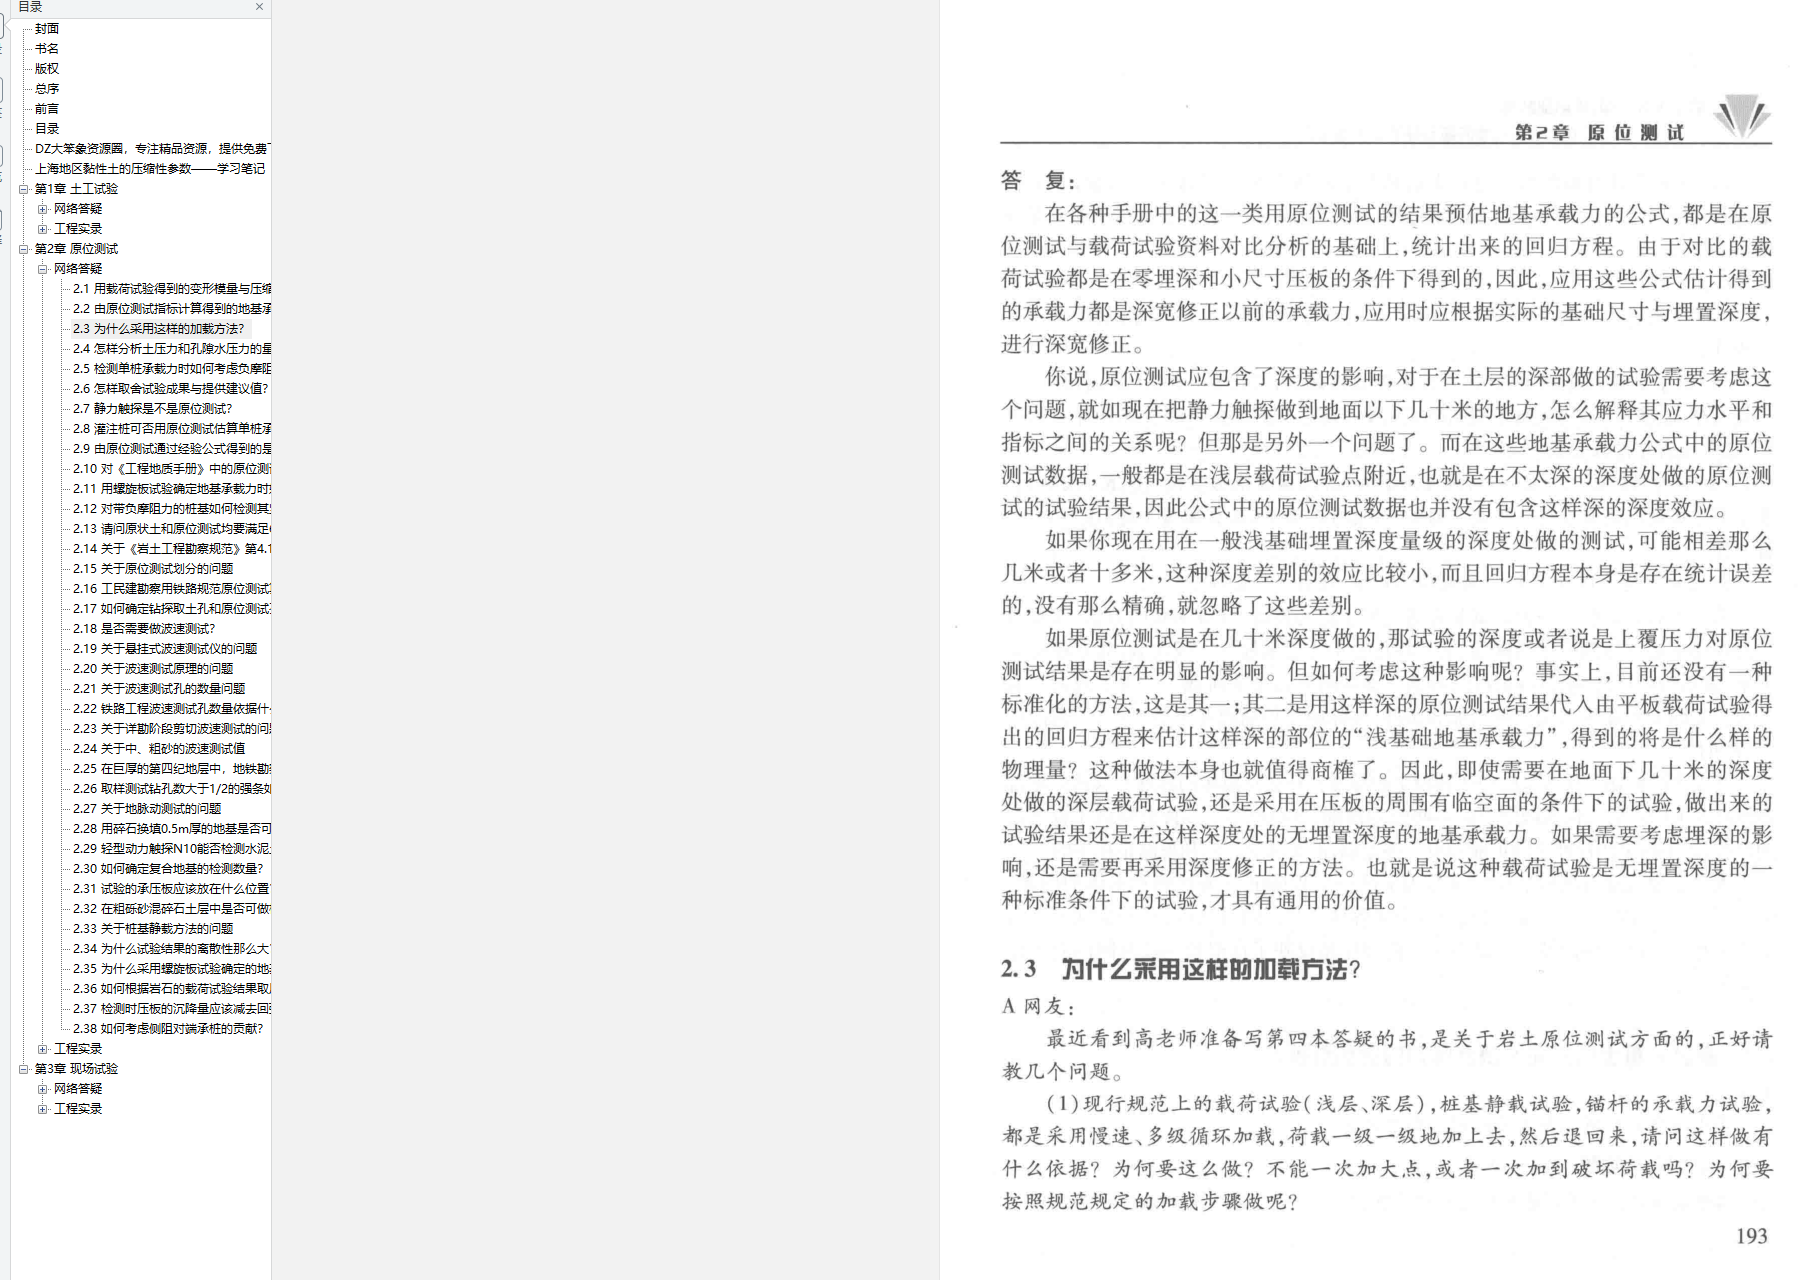 目录
封面
书名
版权
总序
前言
目录
DZ大笨象资源圈，专注精品资源，提供免费
上海地区黏性土的压缩性参数——学习笔记
第1章 土工试验
网络答疑
工程实录
第2章 原位测试
网络答疑
2.1 用载荷试验得到的变形模量与压缩
2.2 由原位测试指标计算得到的地基承
2.3 为什么采用这样的加载方法?
2.4 怎样分析土压力和孔隙水压力的量
2.5 检测单桩承载力时如何考虑负摩阻
2.6 怎样取舍试验成果与提供建议值?
2.7 静力触探是不是原位测试?
2.8 灌注桩可否用原位测试估算单桩承
2.9 由原位测试通过经验公式得到的是
2.10 对《工程地质手册》中的原位测
2.11 用螺旋板试验确定地基承载力时
2.12 对带负摩阻力的桩基如何检测其
2.13 请问原状土和原位测试均要满足
2.14 关于《岩土工程勘察规范》第4.1
2.15 关于原位测试划分的问题
2.16 工民建勘察用铁路规范原位测试
2.17 如何确定钻探取土孔和原位测试
2.18 是否需要做波速测试?
2.19 关于悬挂式波速测试仪的问题
2.20 关于波速测试原理的问题
2.21 关于波速测试孔的数量问题
2.22 铁路工程波速测试孔数量依据什
2.23 关于详勘阶段剪切波速测试的问
2.24 关于中、粗砂的波速测试值
2.25 在巨厚的第四纪地层中，地铁勘
2.26 取样测试钻孔数大于1/2的强条如
2.27 关于地脉动测试的问题
2.28 用碎石换填0.5m厚的地基是否可
2.29 轻型动力触探N10能否检测水泥
2.30 如何确定复合地基的检测数量?
2.31 试验的承压板应该放在什么位置
2.32 在粗砾砂混碎石土层中是否可做
2.33 关于桩基静载方法的问题
2.34 为什么试验结果的离散性那么大
2.35 为什么采用螺旋板试验确定的地
2.36 如何根据岩石的载荷试验结果取
2.37 检测时压板的沉降量应该减去回
2.38 如何考虑侧阻对端承桩的贡献?
工程实录
第3章 现场试验
网络答疑
工程实录
第2章 原位测试
答 复:
在各种手册中的这一类用原位测试的结果预估地基承载力的公式,都是在原
位测试与载荷试验资料对比分析的基础上,统计出来的回归方程。由于对比的载
荷试验都是在零埋深和小尺寸压板的条件下得到的,因此,应用这些公式估计得到
的承载力都是深宽修正以前的承载力,应用时应根据实际的基础尺寸与埋置深度,
进行深宽修正。
你说,原位测试应包含了深度的影响,对于在土层的深部做的试验需要考虑这
个问题,就如现在把静力触探做到地面以下几十米的地方,怎么解释其应力水平和
指标之间的关系呢? 但那是另外一个问题了。而在这些地基承载力公式中的原位
测试数据,一般都是在浅层载荷试验点附近,也就是在不太深的深度处做的原位测
试的试验结果,因此公式中的原位测试数据也并没有包含这样深的深度效应。
如果你现在用在一般浅基础埋置深度量级的深度处做的测试,可能相差那么
几米或者十多米,这种深度差别的效应比较小,而且回归方程本身是存在统计误差
的,没有那么精确,就忽略了这些差别。
如果原位测试是在几十米深度做的,那试验的深度或者说是上覆压力对原位
测试结果是存在明显的影响。但如何考虑这种影响呢? 事实上,目前还没有一种
标准化的方法,这是其一;其二是用这样深的原位测试结果代入由平板载荷试验得
出的回归方程来估计这样深的部位的“浅基础地基承载力”,得到的将是什么样的
物理量? 这种做法本身也就值得商榷了。因此,即使需要在地面下几十米的深度
处做的深层载荷试验,还是采用在压板的周围有临空面的条件下的试验,做出来的
试验结果还是在这样深度处的无埋置深度的地基承载力。如果需要考虑埋深的影
响,还是需要再采用深度修正的方法。也就是说这种载荷试验是无埋置深度的一
种标准条件下的试验,才具有通用的价值。
2.3 为什么采用这样的加载方法?
A 网友:
最近看到高老师准备写第四本答疑的书,是关于岩土原位测试方面的,正好请
教几个问题。
(1)现行规范上的载荷试验(浅层、深层),桩基静载试验,锚杆的承载力试验,
都是采用慢速、多级循环加载,荷载一级一级地加上去,然后退回来,请问这样做有
什么依据? 为何要这么做? 不能一次加大点,或者一次加到破坏荷载吗? 为何要
按照规范规定的加载步骤做呢?
193